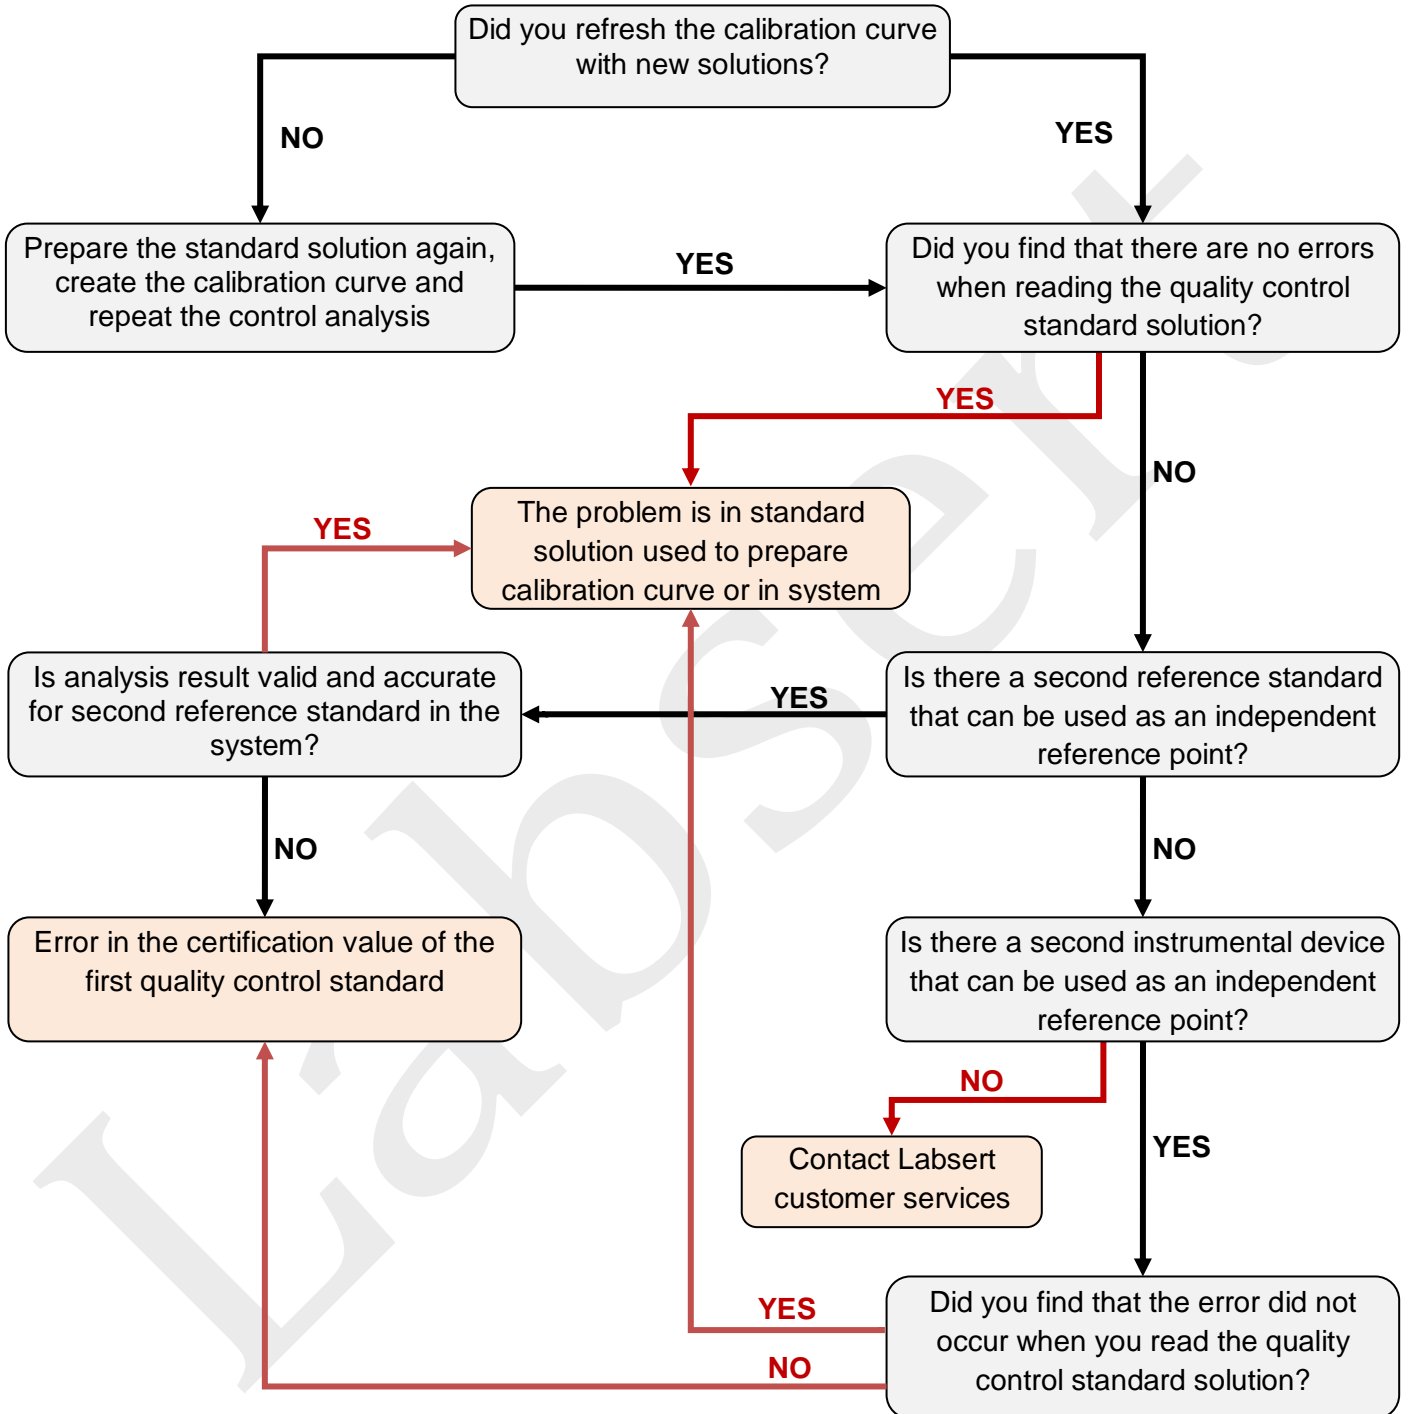 Did you refresh the calibration curve
with new solutions?
NO
YES
Prepare the standard solution again,
create the calibration curve and
repeat the control analysis
YES
Did you find that there are no errors
when reading the quality control
standard solution?
YES
NO
The problem is in standard
solution used to prepare
calibration curve or in system
YES
Is analysis result valid and accurate
for second reference standard in the
system?
YES
Is there a second reference standard
that can be used as an independent
reference point?
NO
NO
Error in the certification value of the
first quality control standard
Is there a second instrumental device
that can be used as an independent
reference point?
NO
Contact Labsert
customer services
YES
YES
NO
Did you find that the error did not
occur when you read the quality
control standard solution?
Labsert